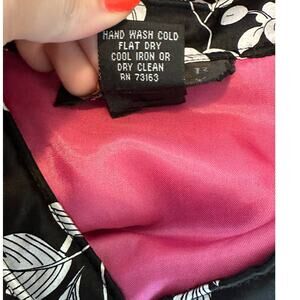 HAND WASH COLD
FLAT DRY
COOL IRON OR
DRY CLEAN
RN 73163